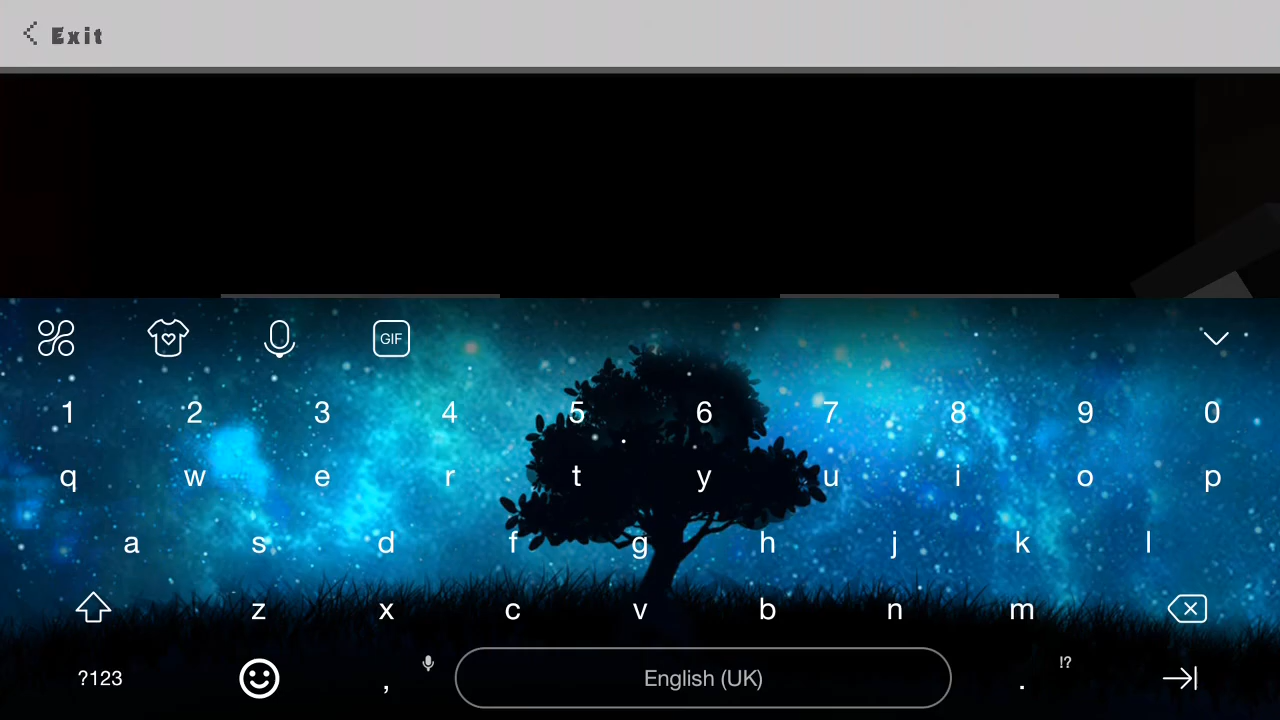 Exit
GIF
1 2 3 4 5 6 7 8 9 0
q w e r t y u i o p
a s d f g h j k l
z x c v b n m
?123 , English (UK) . !?